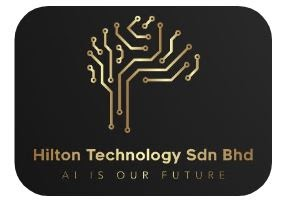 Hilton Technology Sdn Bhd
AI IS OUR FUTURE